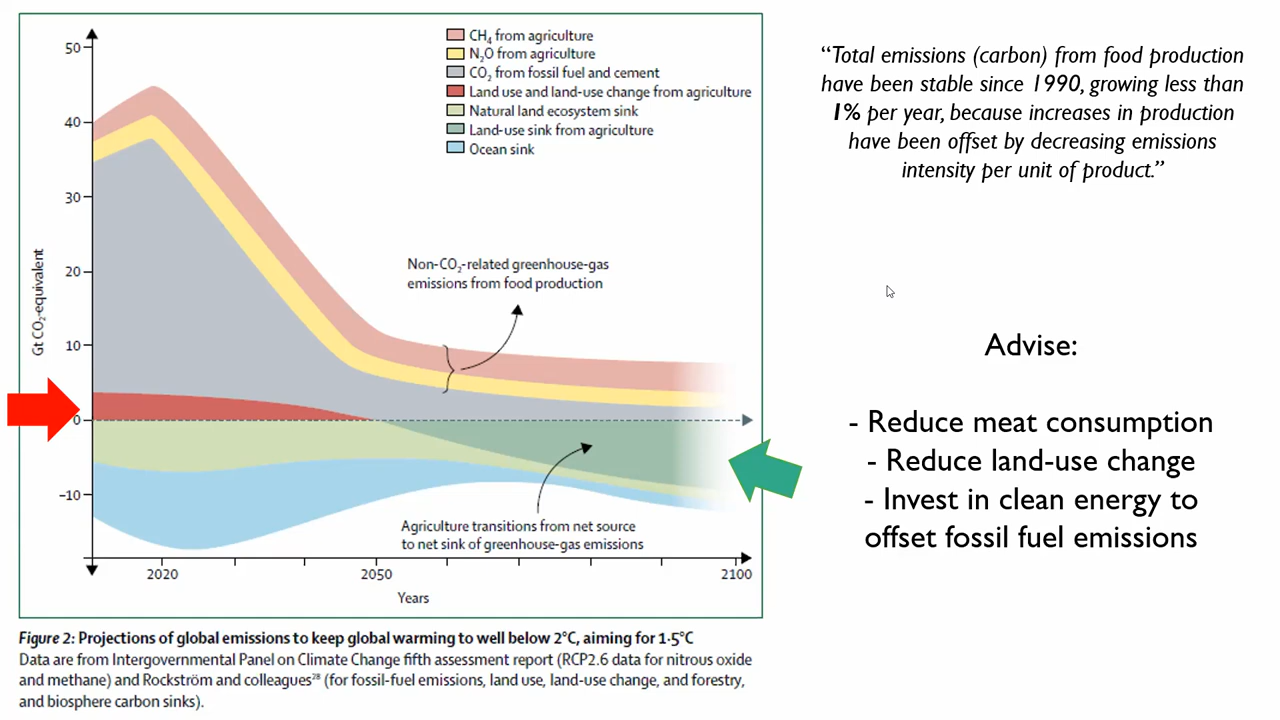 50
40
30
20
10
0
−10
Gt CO₂-equivalent
CH₄ from agriculture
N₂O from agriculture
CO₂ from fossil fuel and cement
Land use and land-use change from agriculture
Natural land ecosystem sink
Land-use sink from agriculture
Ocean sink
Non-CO₂-related greenhouse-gas
emissions from food production
Agriculture transitions from net source
to net sink of greenhouse-gas emissions
2020
2050
2100
Years
Figure 2: Projections of global emissions to keep global warming to well below 2°C, aiming for 1·5°C
Data are from Intergovernmental Panel on Climate Change fifth assessment report (RCP2.6 data for nitrous oxide
and methane) and Rockström and colleagues²⁸ (for fossil-fuel emissions, land use, land-use change, and forestry,
and biosphere carbon sinks).
“Total emissions (carbon) from food production
have been stable since 1990, growing less than
1% per year, because increases in production
have been offset by decreasing emissions
intensity per unit of product.”
Advise:
- Reduce meat consumption
- Reduce land-use change
- Invest in clean energy to
offset fossil fuel emissions